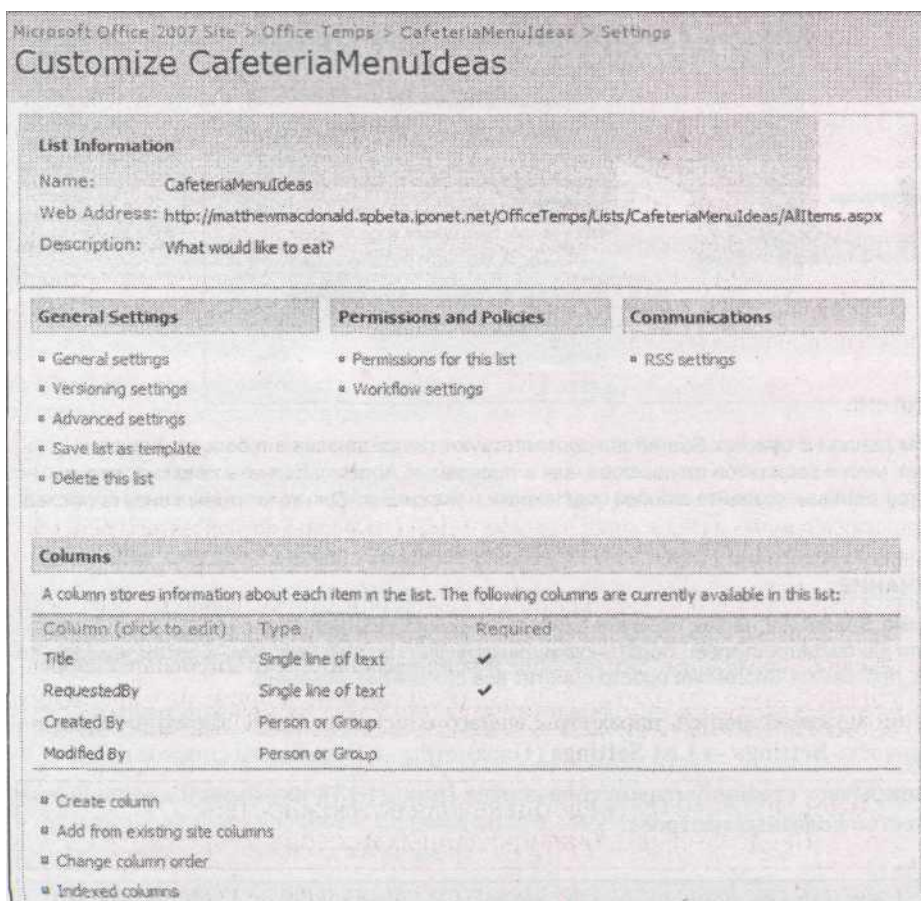 Microsoft Office 2007 Site > Office Temps > CafeteriaMenuIdeas > Settings
Customize CafeteriaMenuIdeas
List Information
Name: CafeteriaMenuIdeas
Web Address: http://matthewmacdonald.spbeta.iponet.net/OfficeTemps/Lists/CafeteriaMenuIdeas/AllItems.aspx
Description: What would like to eat?
General Settings Permissions and Policies Communications
General settings Permissions for this list RSS settings
Versioning settings Workflow settings
Advanced settings
Save list as template
Delete this list
Columns
A column stores information about each item in the list. The following columns are currently available in this list:
Column (click to edit) Type Required
Title Single line of text ✔
RequestedBy Single line of text ✔
Created By Person or Group
Modified By Person or Group
Create column
Add from existing site columns
Change column order
Indexed columns